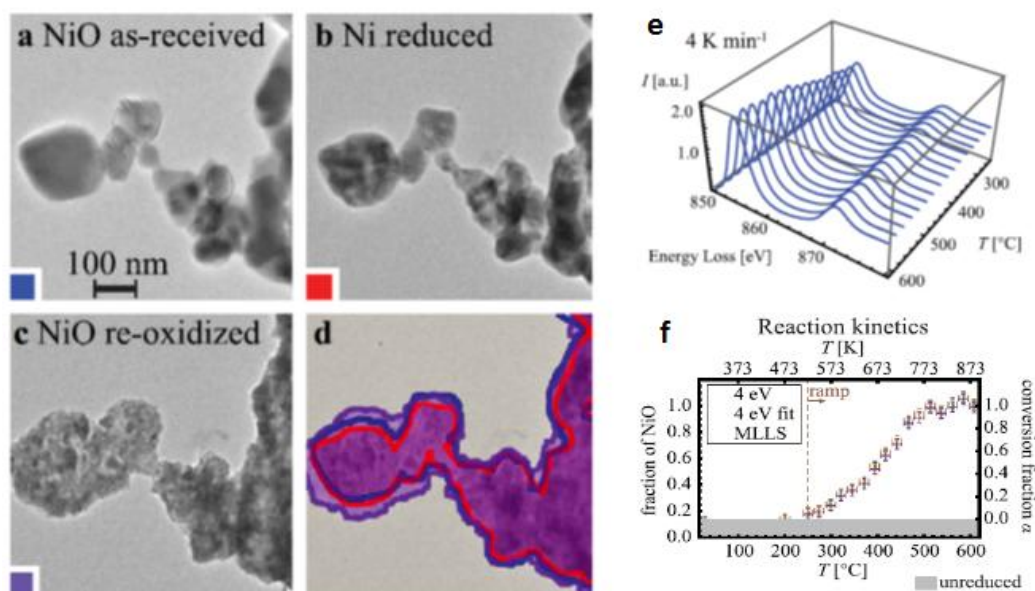 a NiO as-received
100 nm
b Ni reduced
c NiO re-oxidized
d
e
4 K min⁻¹
I [a.u.]
2.0
1.0
850
860
870
Energy Loss [eV]
300
400
500
600
T [°C]
f
Reaction kinetics
T [K]
373 473 573 673 773 873
4 eV
4 eV fit
MLLS
ramp
fraction of NiO
1.0
0.8
0.6
0.4
0.2
0.0
conversion fraction α
1.0
0.8
0.6
0.4
0.2
0.0
100 200 300 400 500 600
T [°C]
unreduced